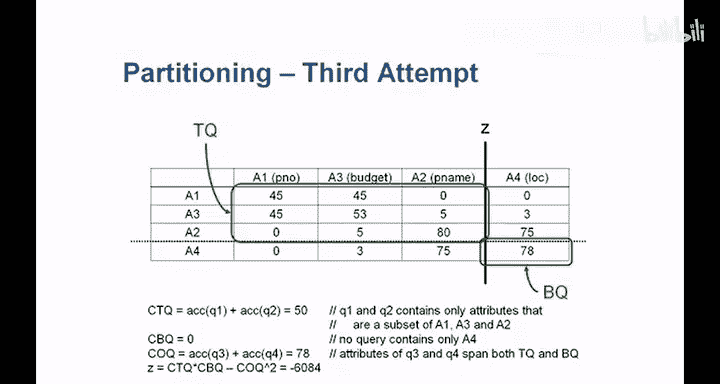 bilibili
Partitioning – Third Attempt
TQ
z
A1 (pno) A3 (budget) A2 (pname) A4 (loc)
A1 45 45 0 0
A3 45 53 5 3
A2 0 5 80 75
A4 0 3 75 78
BQ
CTQ = acc(q1) + acc(q2) = 50 // q1 and q2 contains only attributes that
// are a subset of A1, A3 and A2
CBQ = 0 // no query contains only A4
COQ = acc(q3) + acc(q4) = 78 // attributes of q3 and q4 span both TQ and BQ
z = CTQ*CBQ – COQ^2 = -6084